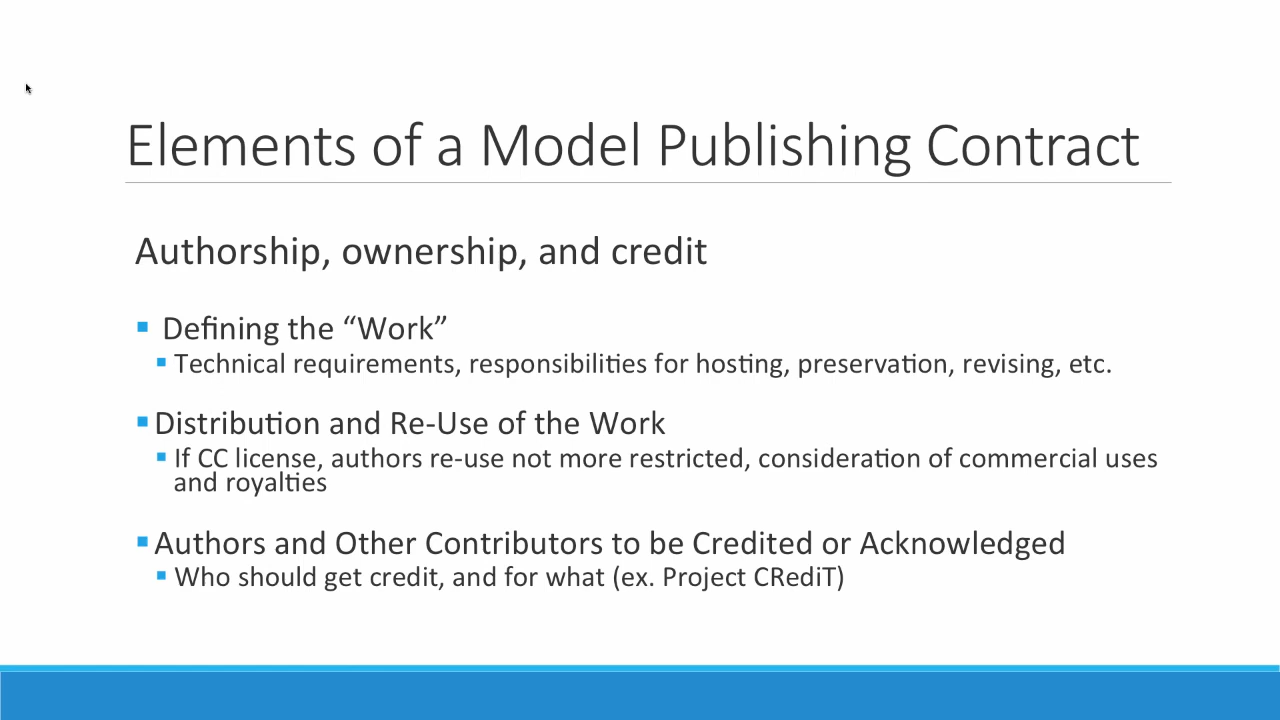 Elements of a Model Publishing Contract
Authorship, ownership, and credit
Defining the “Work”
Technical requirements, responsibilities for hosting, preservation, revising, etc.
Distribution and Re-Use of the Work
If CC license, authors re-use not more restricted, consideration of commercial uses
and royalties
Authors and Other Contributors to be Credited or Acknowledged
Who should get credit, and for what (ex. Project CRediT)